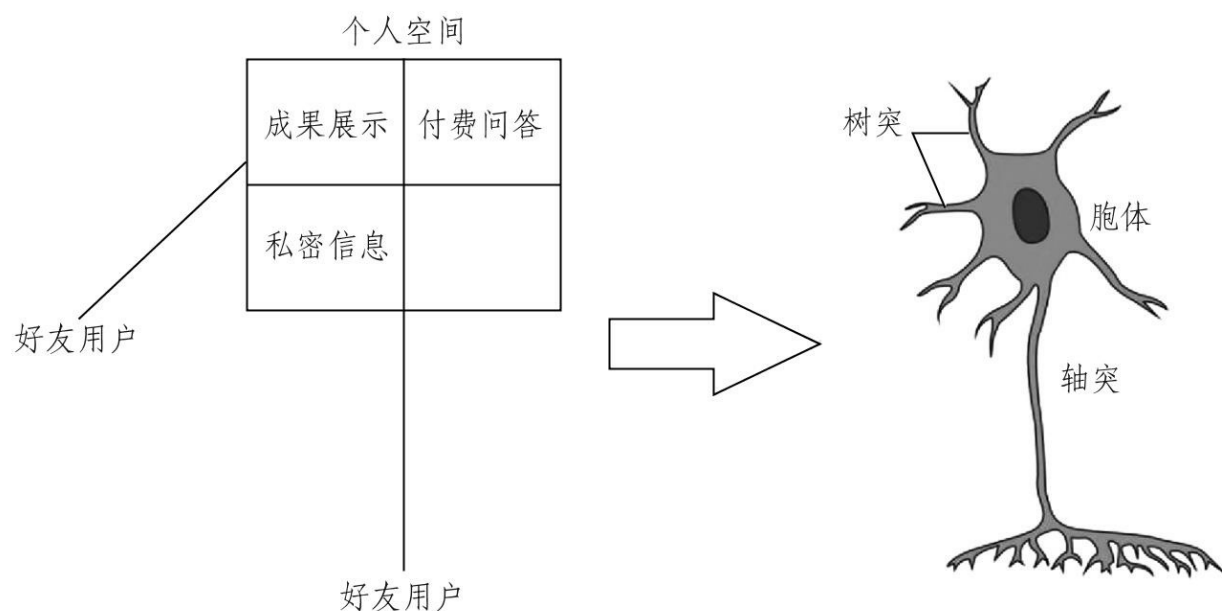 个人空间
成果展示
付费问答
私密信息
好友用户
好友用户
树突
胞体
轴突